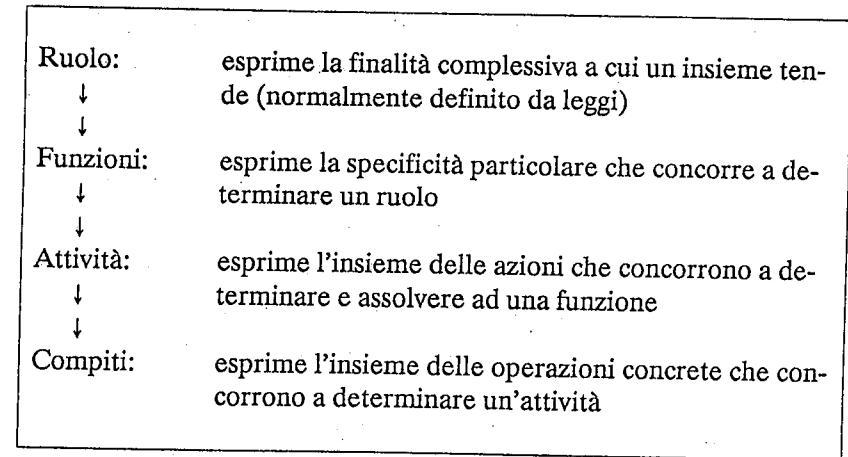 Ruolo: esprime la finalità complessiva a cui un insieme ten-
↓ de (normalmente definito da leggi)
↓
Funzioni: esprime la specificità particolare che concorre a de-
↓ terminare un ruolo
↓
Attività: esprime l'insieme delle azioni che concorrono a de-
↓ terminare e assolvere ad una funzione
↓
Compiti: esprime l'insieme delle operazioni concrete che con-
corrono a determinare un'attività